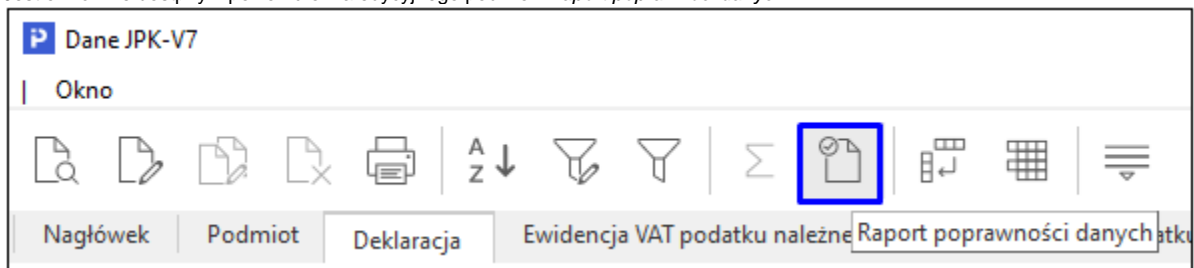 Dane JPK-V7
| Okno
A
Z
Nagłówek Podmiot Deklaracja Ewidencja VAT podatku należne Raport poprawności danych